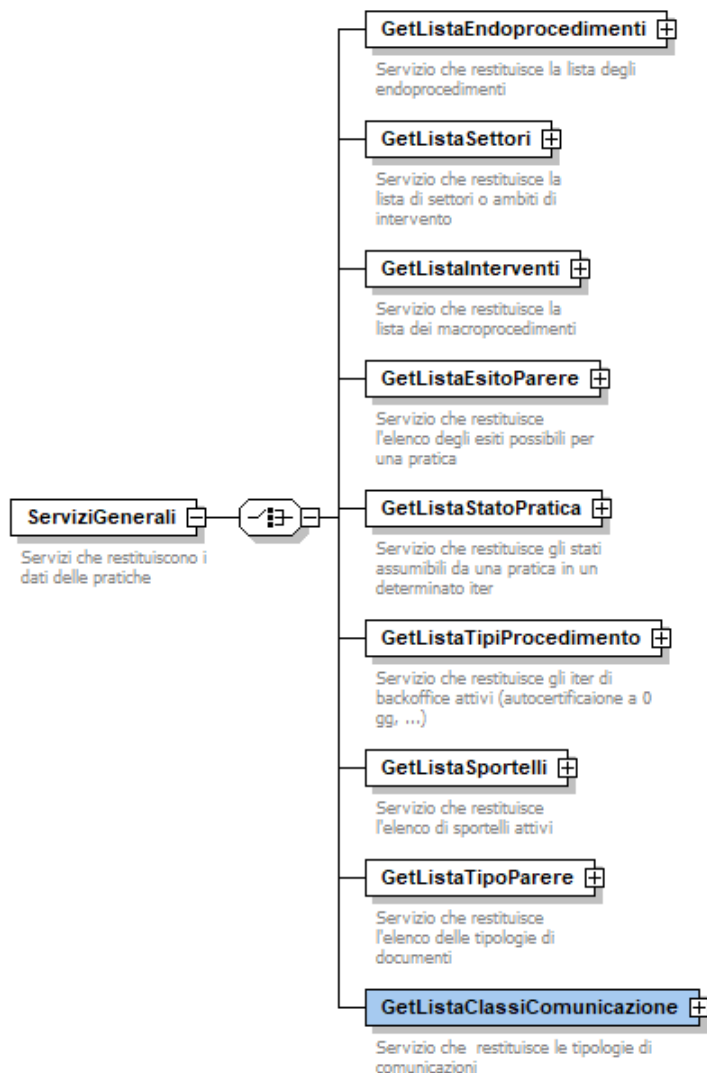 GetListaEndoprocedimenti
Servizio che restituisce la lista degli
endoprocedimenti
GetListaSettori
Servizio che restituisce la
lista di settori o ambiti di
intervento
GetListaInterventi
Servizio che restituisce la
lista dei macroprocedimenti
GetListaEsitoParere
Servizio che restituisce
l'elenco degli esiti possibili per
una pratica
ServiziGenerali
Servizi che restituiscono i
dati delle pratiche
GetListaStatoPratica
Servizio che restituisce gli stati
assumibili da una pratica in un
determinato iter
GetListaTipiProcedimento
Servizio che restituisce gli iter di
backoffice attivi (autocertificaione a 0
gg, ...)
GetListaSportelli
Servizio che restituisce
l'elenco di sportelli attivi
GetListaTipoParere
Servizio che restituisce
l'elenco delle tipologie di
documenti
GetListaClassiComunicazione
Servizio che  restituisce le tipologie di
comunicazioni